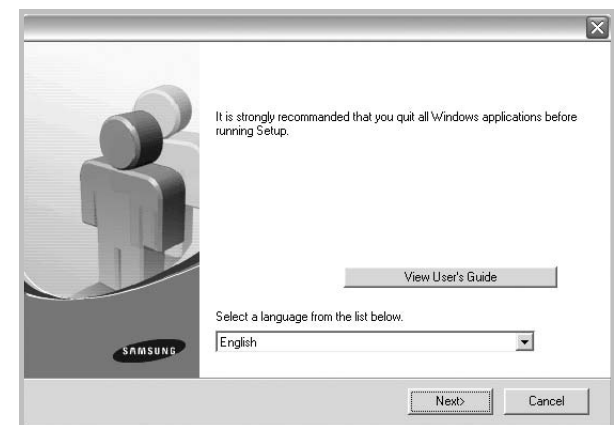 It is strongly recommanded that you quit all Windows applications before
running Setup.
View User's Guide
Select a language from the list below.
English
SAMSUNG
Next>
Cancel